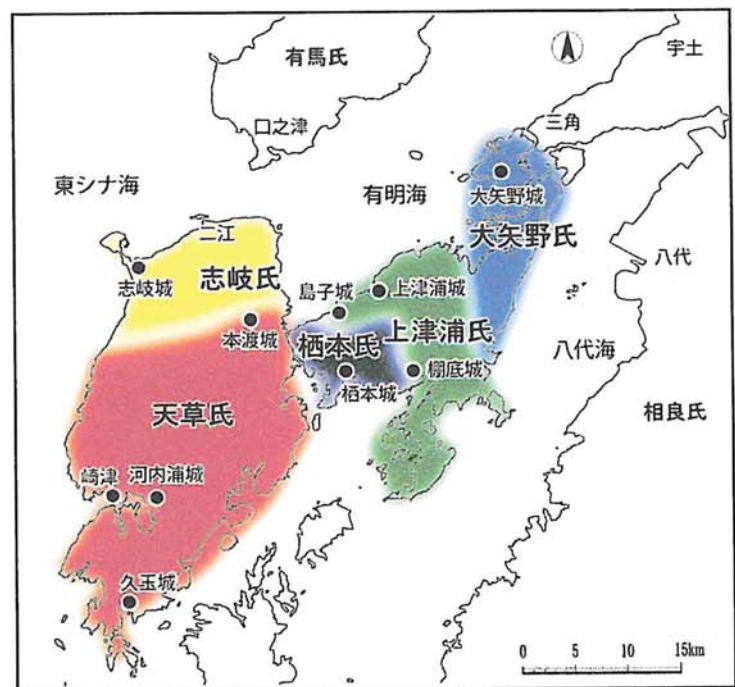 有馬氏
宇土
口之津
三角
東シナ海
有明海
大矢野城
大矢野氏
二江
志岐氏
志岐城
島子城
上津浦城
八代
本渡城
栖本氏
上津浦氏
八代海
栖本城
棚底城
天草氏
相良氏
崎津
河内浦城
久玉城
0 5 10 15km